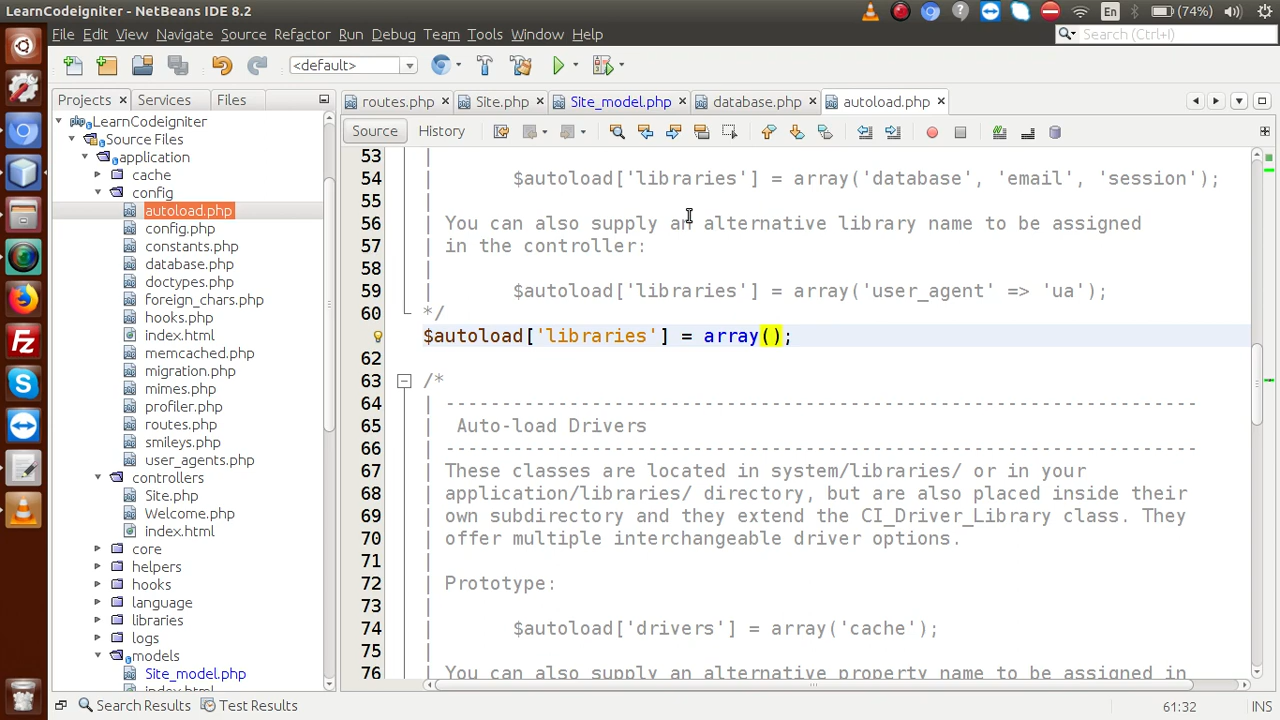 LearnCodeigniter - NetBeans IDE 8.2
En
(74%)
File Edit View Navigate Source Refactor Run Debug Team Tools Window Help
Search (Ctrl+I)
<default>
Projects Services Files
routes.php Site.php Site_model.php database.php autoload.php
Source History
LearnCodeigniter
Source Files
application
cache
config
autoload.php
config.php
constants.php
database.php
doctypes.php
foreign_chars.php
hooks.php
index.html
memcached.php
migration.php
mimes.php
profiler.php
routes.php
smileys.php
user_agents.php
controllers
Site.php
Welcome.php
index.html
core
helpers
hooks
language
libraries
logs
models
Site_model.php
index.html
53 |
54 | $autoload['libraries'] = array('database', 'email', 'session');
55 |
56 | You can also supply an alternative library name to be assigned
57 | in the controller:
58 |
59 | $autoload['libraries'] = array('user_agent' => 'ua');
60 */
$autoload['libraries'] = array();
62
63 /*
64 | -------------------------------------------------------------------
65 | Auto-load Drivers
66 | -------------------------------------------------------------------
67 | These classes are located in system/libraries/ or in your
68 | application/libraries/ directory, but are also placed inside their
69 | own subdirectory and they extend the CI_Driver_Library class. They
70 | offer multiple interchangeable driver options.
71 |
72 | Prototype:
73 |
74 | $autoload['drivers'] = array('cache');
75 |
76 | You can also supply an alternative property name to be assigned in
Search Results Test Results
61:32 INS